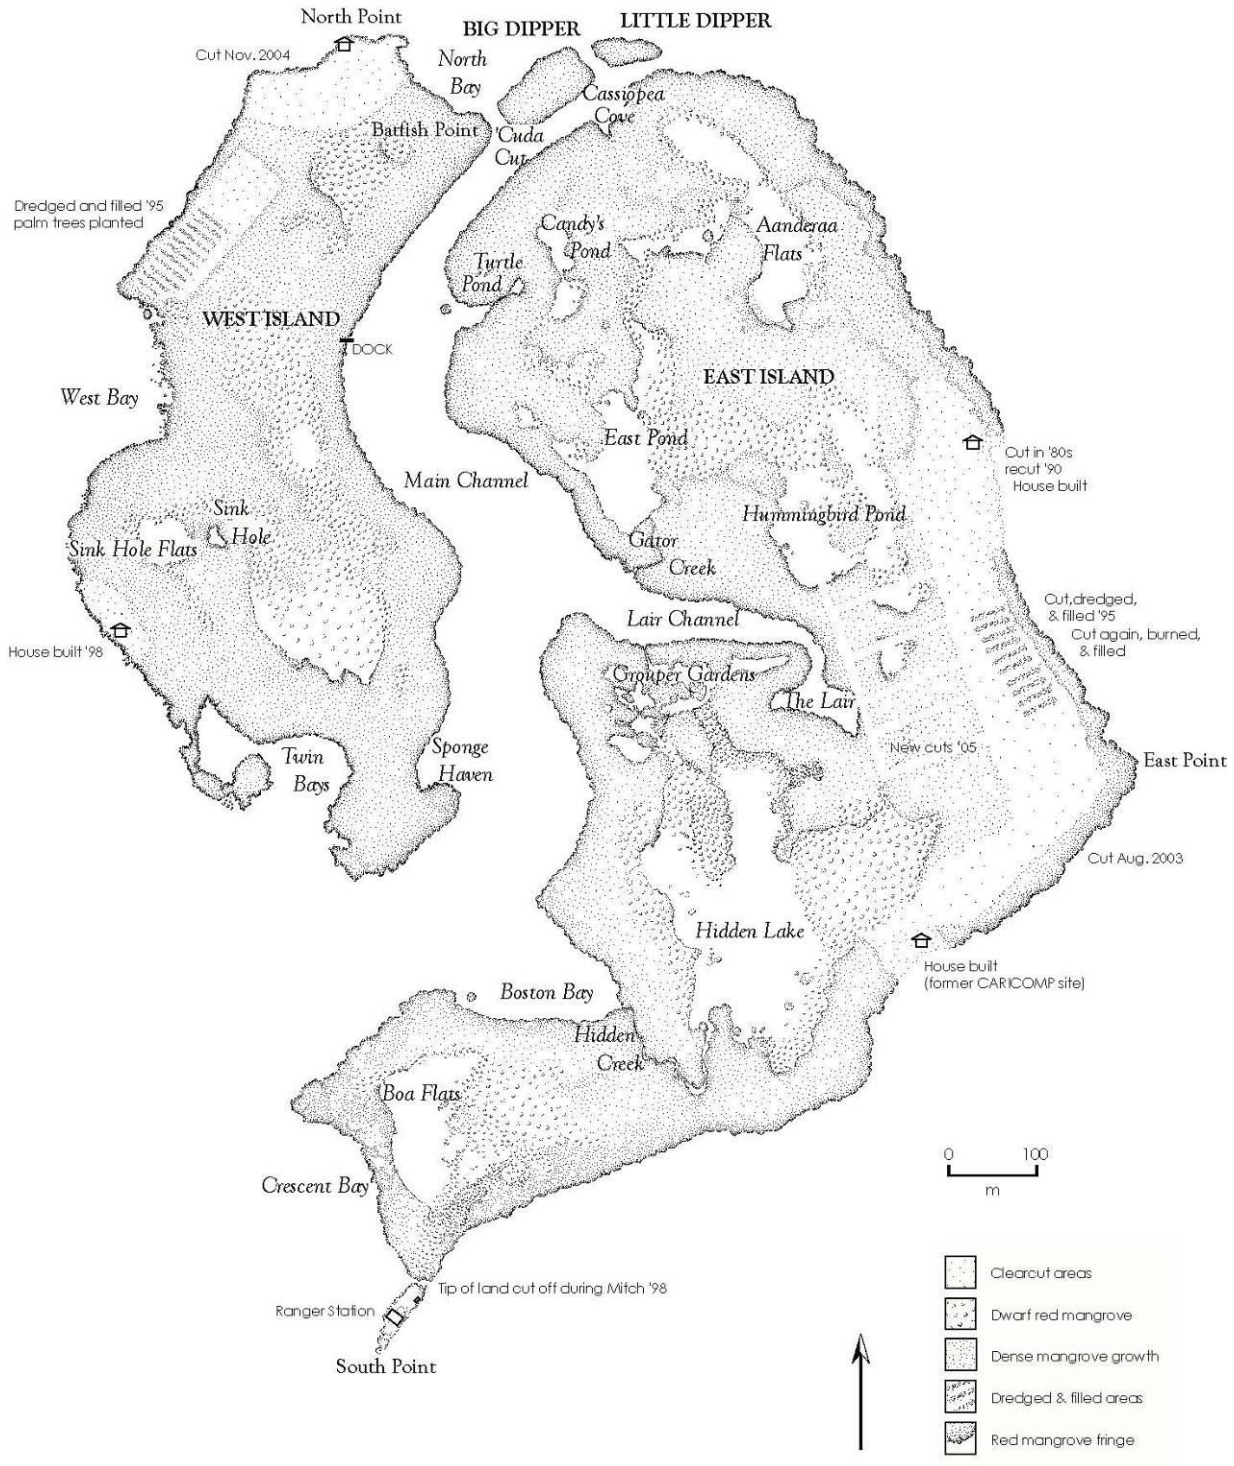 North Point
BIG DIPPER
LITTLE DIPPER
Cut Nov. 2004
North
Bay
Cassiopea
Cove
Batfish Point
'Cuda
Cut
Dredged and filled '95
palm trees planted
Candy's
Pond
Aanderaa
Flats
Turtle
Pond
WEST ISLAND
DOCK
EAST ISLAND
West Bay
East Pond
Cut in '80s
recut '90
House built
Main Channel
Sink
Hole
Hummingbird Pond
Sink Hole Flats
Gator
Creek
Cut, dredged,
& filled '95
Cut again, burned,
& filled
Lair Channel
House built '98
Grouper Gardens
The Lair
New cuts '05
Twin
Bays
Sponge
Haven
East Point
Cut Aug. 2003
Hidden Lake
House built
(former CARICOMP site)
Boston Bay
Hidden
Creek
Boa Flats
Crescent Bay
0 100
m
Tip of land cut off during Mitch '98
Ranger Station
South Point
Clearcut areas
Dwarf red mangrove
Dense mangrove growth
Dredged & filled areas
Red mangrove fringe